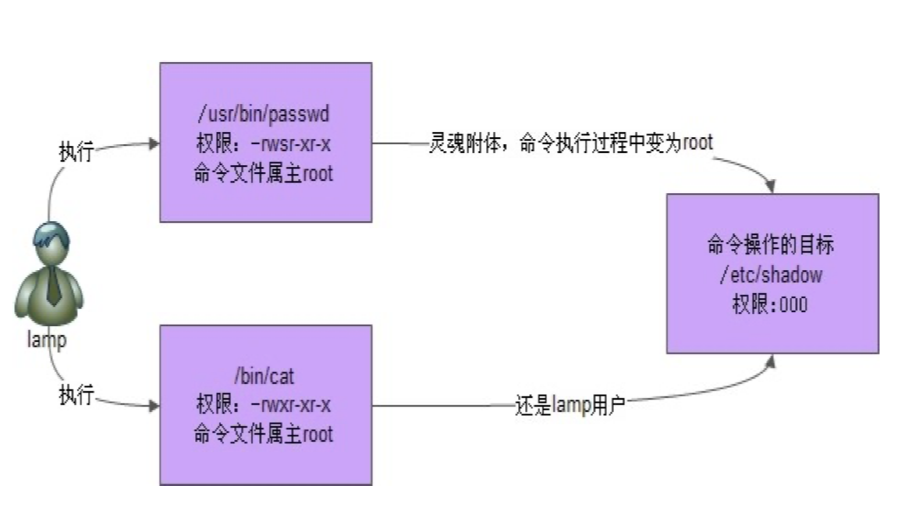 执行
/usr/bin/passwd
权限：-rwsr-xr-x
命令文件属主root
灵魂附体，命令执行过程中变为root
命令操作的目标
/etc/shadow
权限:000
lamp
执行
/bin/cat
权限：-rwxr-xr-x
命令文件属主root
还是lamp用户